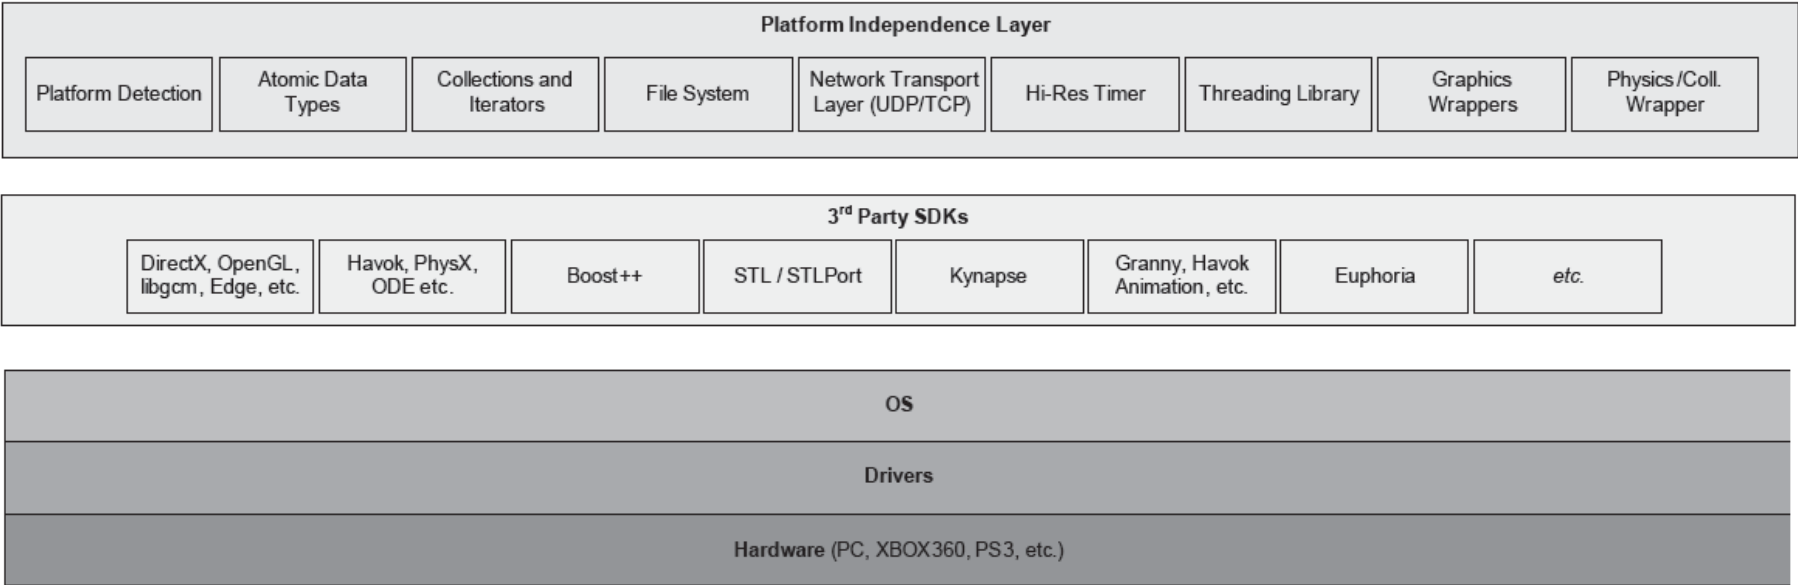 Platform Independence Layer
Platform Detection
Atomic Data
Types
Collections and
Iterators
File System
Network Transport
Layer (UDP/TCP)
Hi-Res Timer
Threading Library
Graphics
Wrappers
Physics/Coll.
Wrapper
3rd Party SDKs
DirectX, OpenGL,
libgcm, Edge, etc.
Havok, PhysX,
ODE etc.
Boost++
STL / STLPort
Kynapse
Granny, Havok
Animation, etc.
Euphoria
etc.
OS
Drivers
Hardware (PC, XBOX360, PS3, etc.)